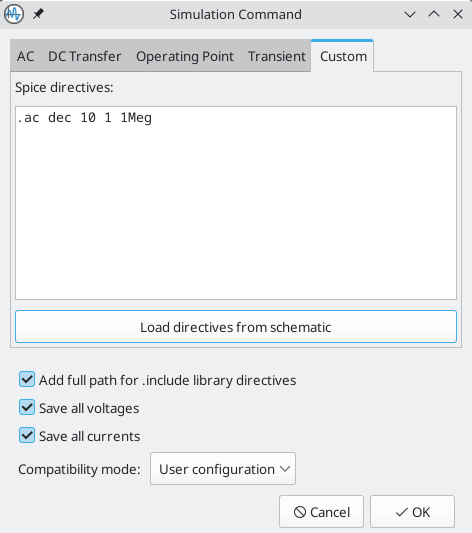 Simulation Command
AC DC Transfer Operating Point Transient Custom
Spice directives:
.ac dec 10 1 1Meg
Load directives from schematic
Add full path for .include library directives
Save all voltages
Save all currents
Compatibility mode: User configuration
Cancel OK